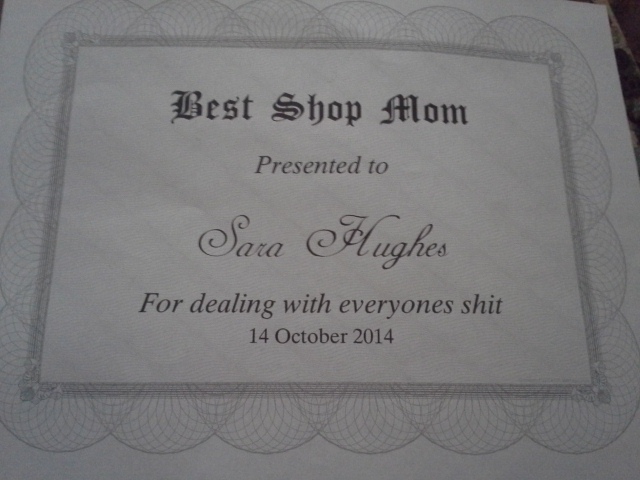 Best Shop Mom
Presented to
Sara Hughes
For dealing with everyones shit
14 October 2014